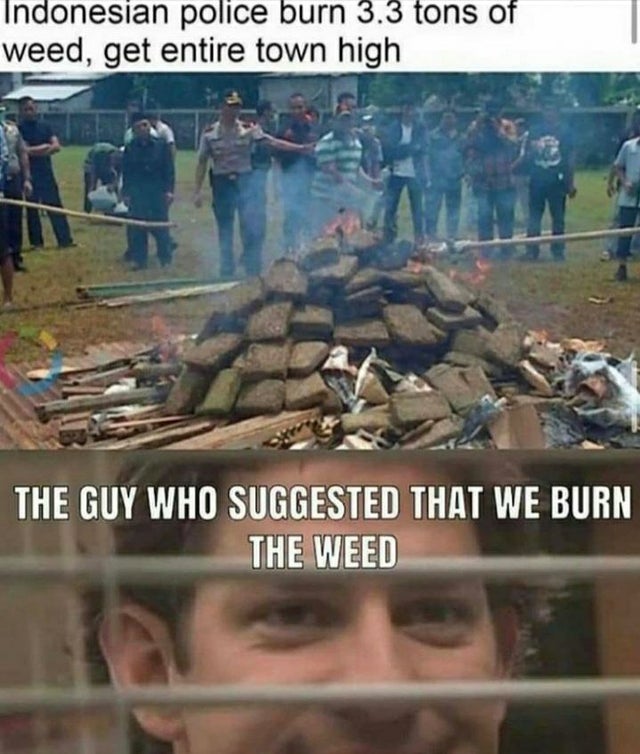 Indonesian police burn 3.3 tons of
weed, get entire town high
THE GUY WHO SUGGESTED THAT WE BURN
THE WEED